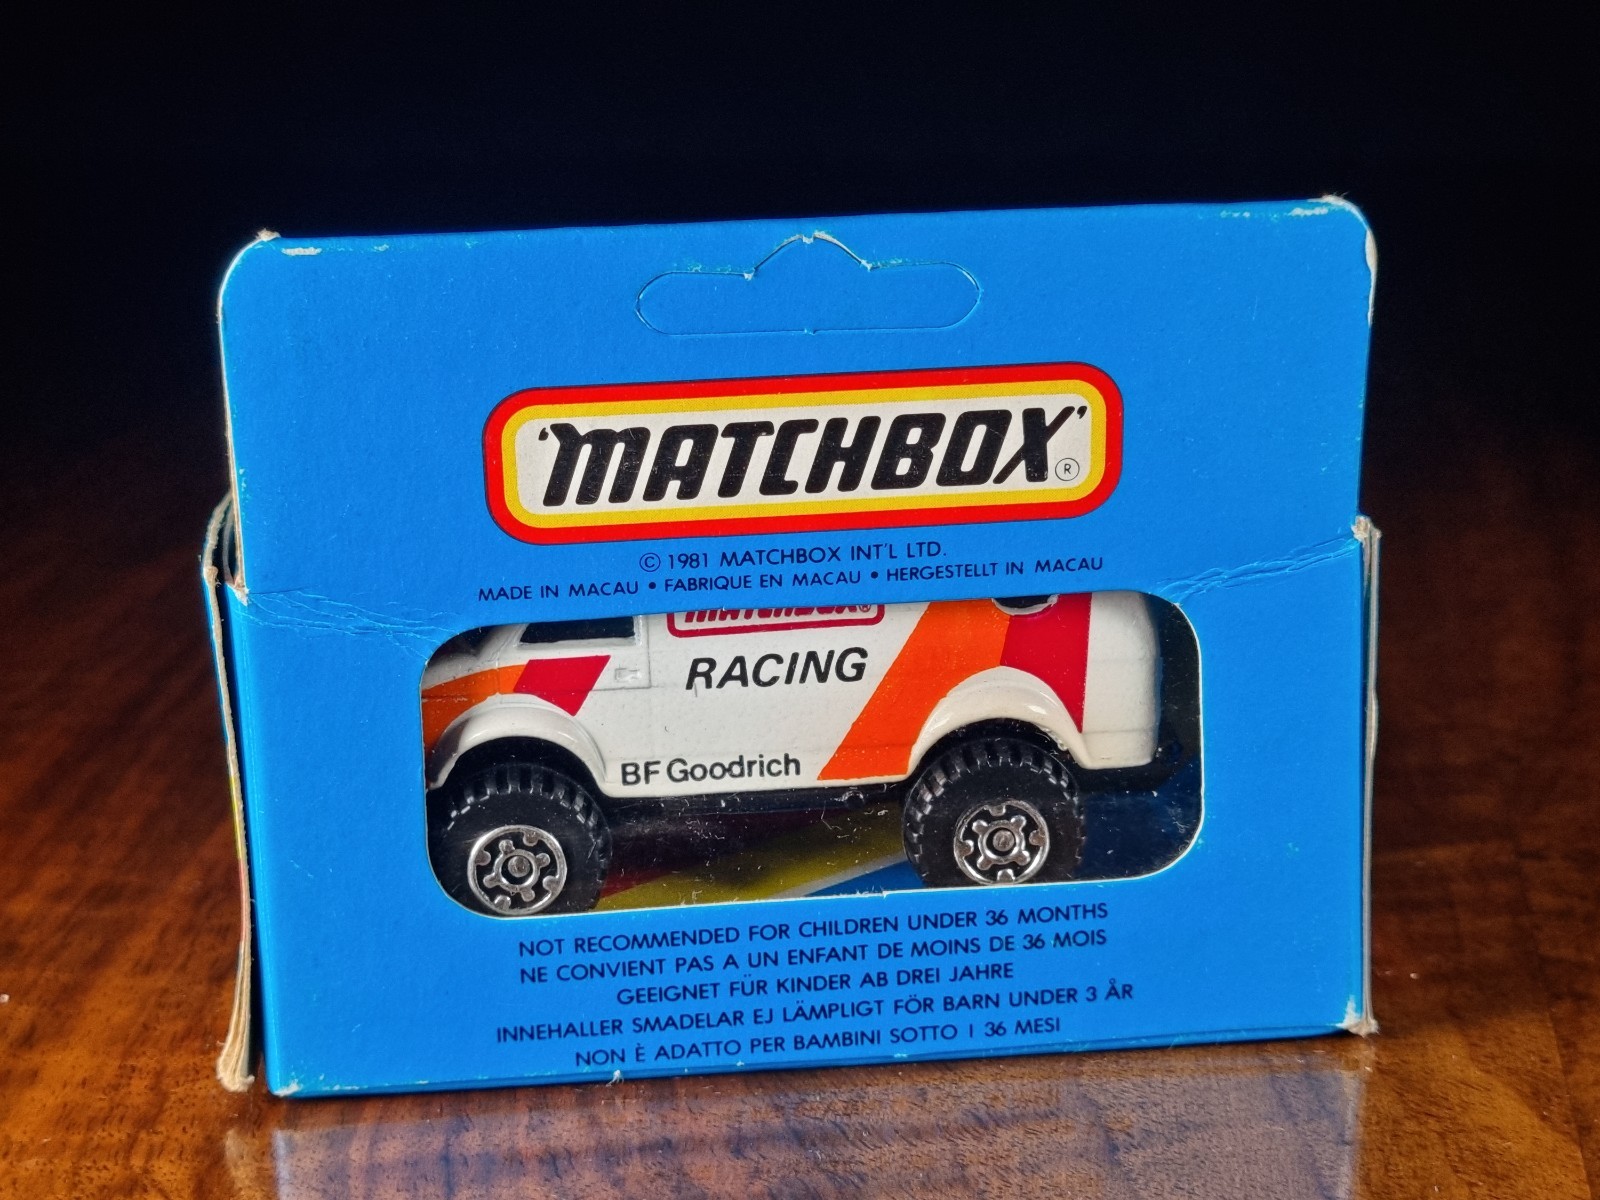 'MATCHBOX'®
© 1981 MATCHBOX INT'L LTD.
MADE IN MACAU • FABRIQUE EN MACAU • HERGESTELLT IN MACAU
MATCHBOX®
RACING
BF Goodrich
NOT RECOMMENDED FOR CHILDREN UNDER 36 MONTHS
NE CONVIENT PAS A UN ENFANT DE MOINS DE 36 MOIS
GEEIGNET FÜR KINDER AB DREI JAHRE
INNEHALLER SMADELAR EJ LÄMPLIGT FÖR BARN UNDER 3 ÅR
NON È ADATTO PER BAMBINI SOTTO I 36 MESI